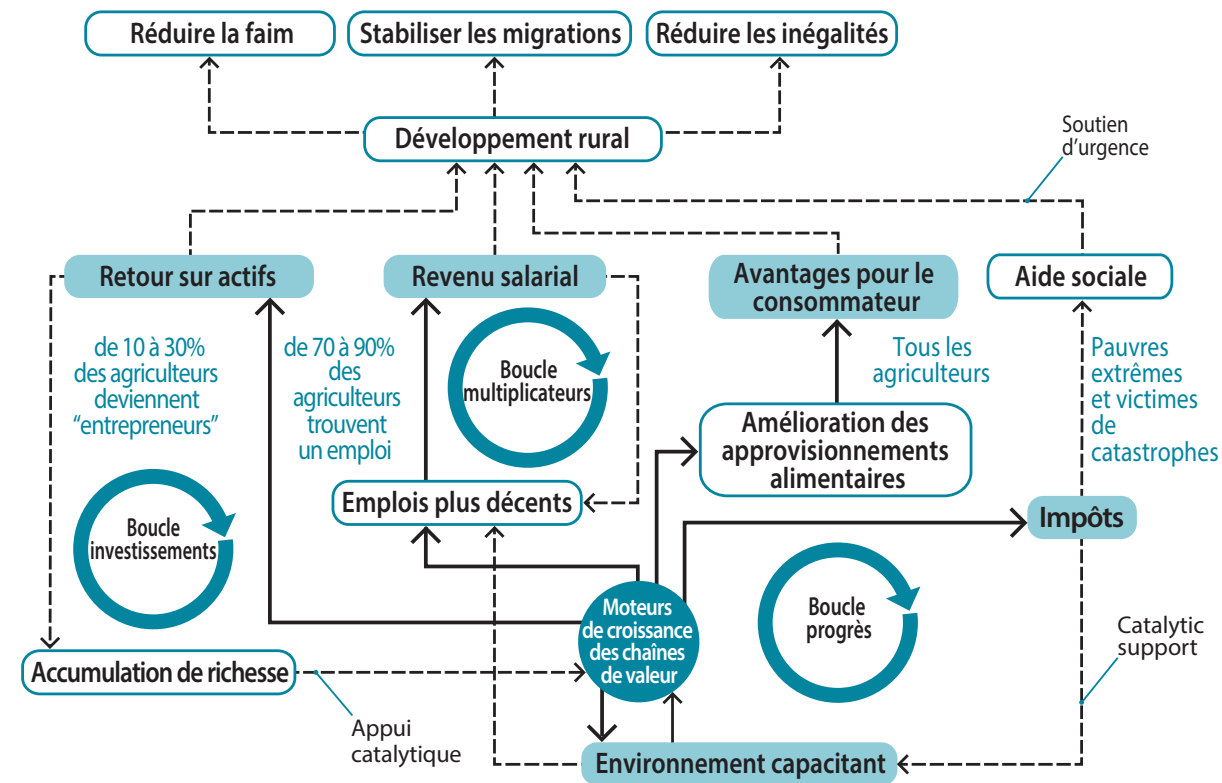 Réduire la faim
Stabiliser les migrations
Réduire les inégalités
Développement rural
Soutien
d'urgence
Retour sur actifs
Revenu salarial
Avantages pour le
consommateur
Aide sociale
de 10 à 30%
des agriculteurs
deviennent
“entrepreneurs”
de 70 à 90%
des
agriculteurs
trouvent
un emploi
Boucle
multiplicateurs
Tous les
agriculteurs
Pauvres
extrêmes
et victimes
de
catastrophes
Amélioration des
approvisionnements
alimentaires
Emplois plus décents
Impôts
Boucle
investissements
Moteurs
de croissance
des chaînes
de valeur
Boucle
progrès
Catalytic
support
Accumulation de richesse
Appui
catalytique
Environnement capacitant